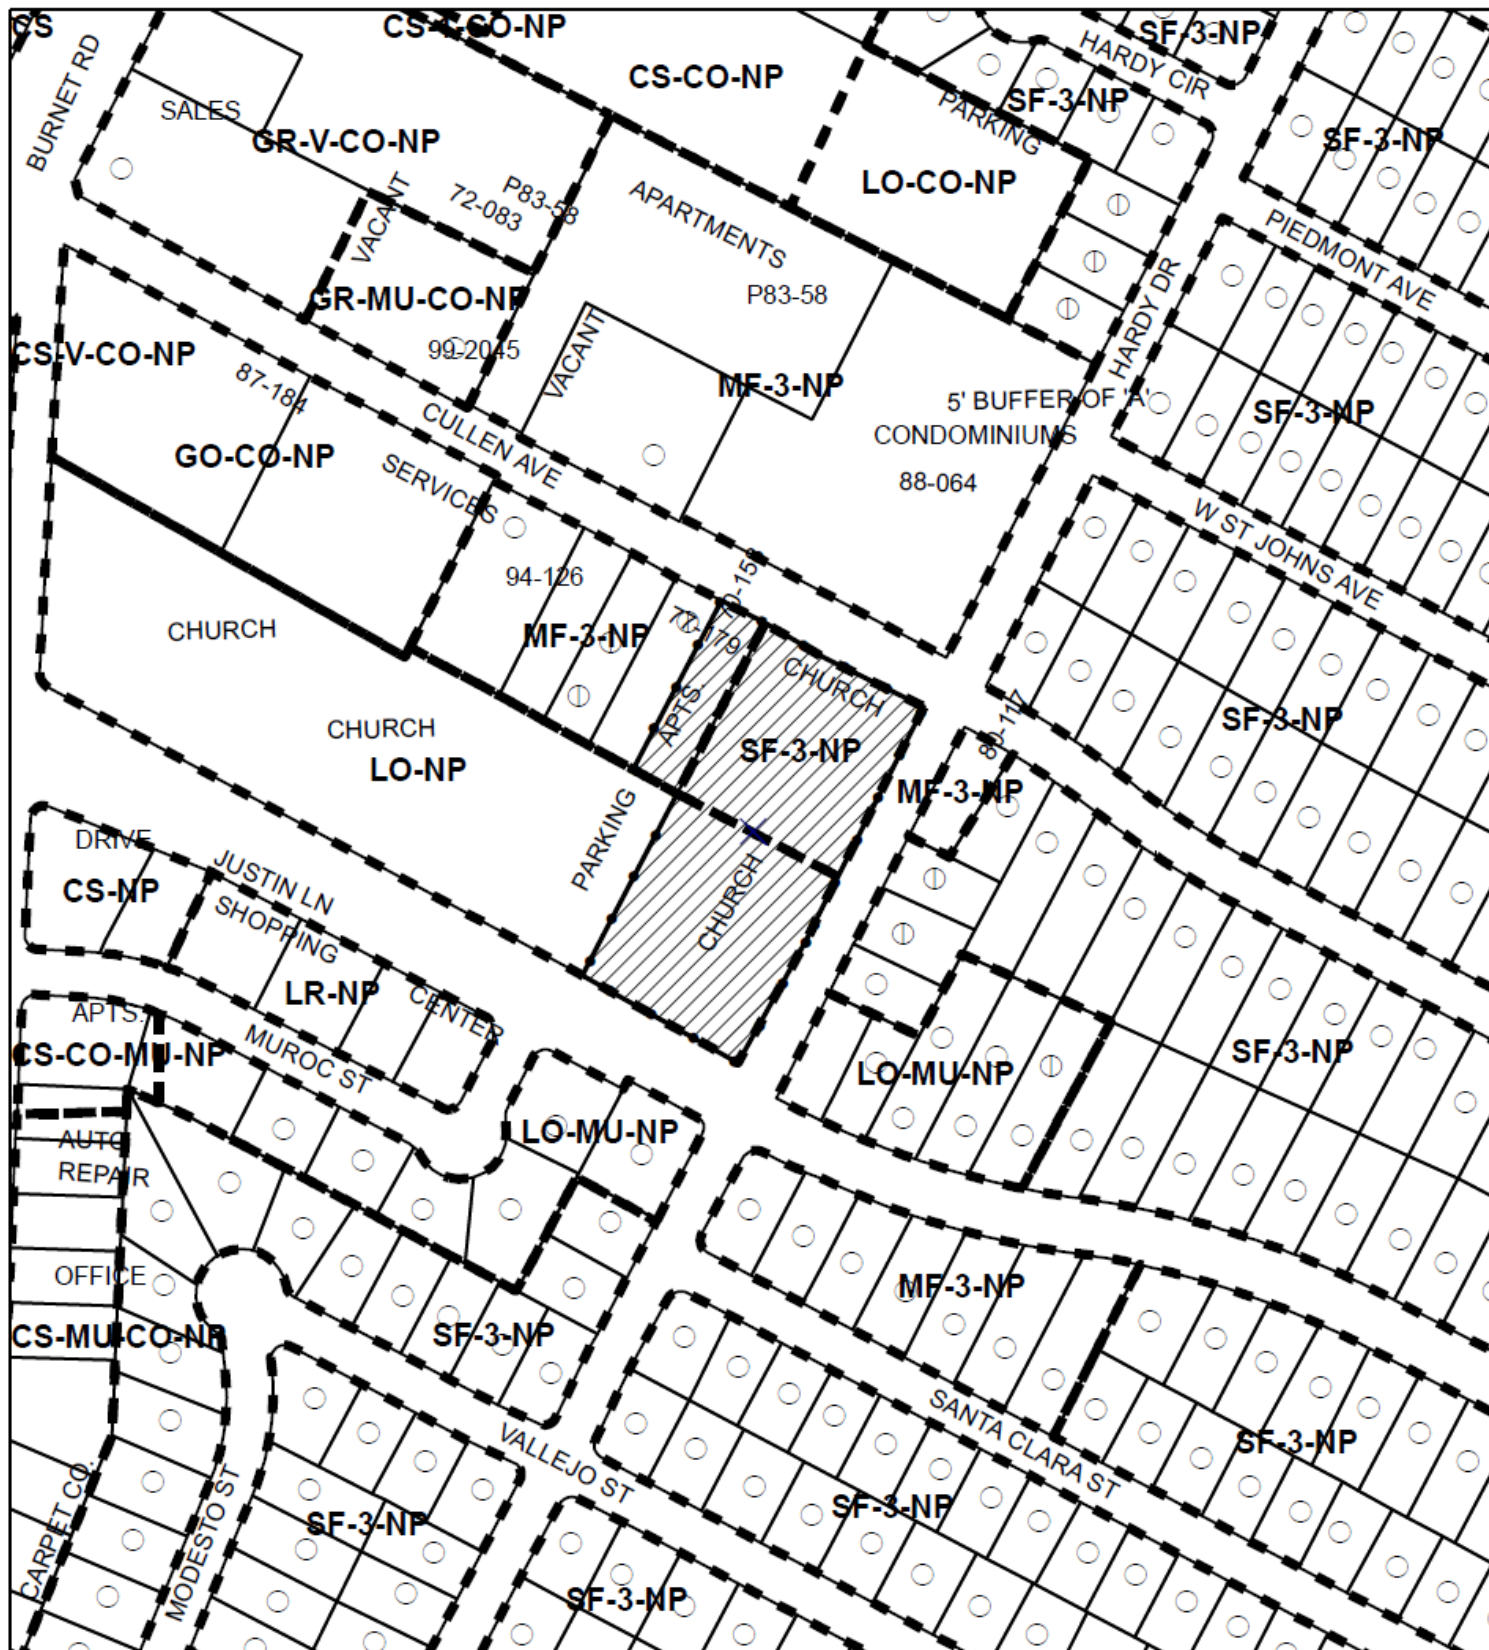 CS
CS-1-CO-NP
SF-3-NP
BURNET RD
CS-CO-NP
HARDY CIR
SALES
SF-3-NP
PARKING
GR-V-CO-NP
SF-3-NP
VACANT
72-083
P83-58
APARTMENTS
LO-CO-NP
PIEDMONT AVE
P83-58
GR-MU-CO-NP
HARDY DR
CS-V-CO-NP
99-2045
VACANT
87-184
MF-3-NP
5' BUFFER OF 'A'
CONDOMINIUMS
SF-3-NP
CULLEN AVE
GO-CO-NP
SERVICES
88-064
W ST JOHNS AVE
94-126
CHURCH
MF-3-NP
77-179
CHURCH
APTS.
SF-3-NP
80-117
SF-3-NP
CHURCH
LO-NP
MF-3-NP
PARKING
DRIVE
JUSTIN LN
CS-NP
SHOPPING
CENTER
CHURCH
LR-NP
APTS.
CS-CO-MU-NP
MUROC ST
LO-MU-NP
SF-3-NP
LO-MU-NP
AUTO
REPAIR
OFFICE
MF-3-NP
CS-MU-CO-NP
SF-3-NP
SANTA CLARA ST
SF-3-NP
VALLEJO ST
CARPET CO.
MODESTO ST
SF-3-NP
SF-3-NP
SF-3-NP